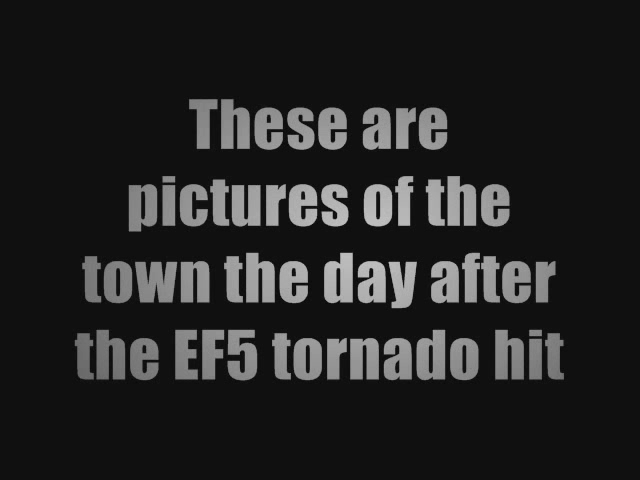 These are
pictures of the
town the day after
the EF5 tornado hit